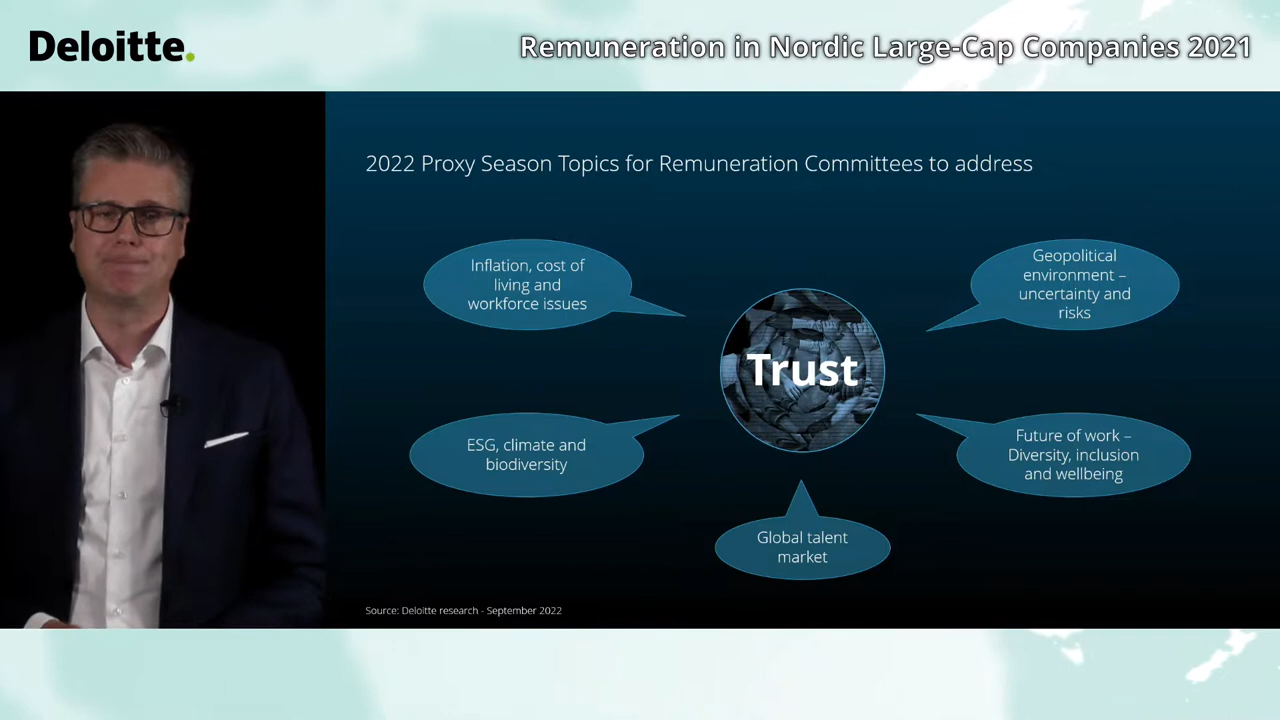 Deloitte.
Remuneration in Nordic Large-Cap Companies 2021
2022 Proxy Season Topics for Remuneration Committees to address
Inflation, cost of
living and
workforce issues
Geopolitical
environment –
uncertainty and
risks
Trust
ESG, climate and
biodiversity
Future of work –
Diversity, inclusion
and wellbeing
Global talent
market
Source: Deloitte research - September 2022